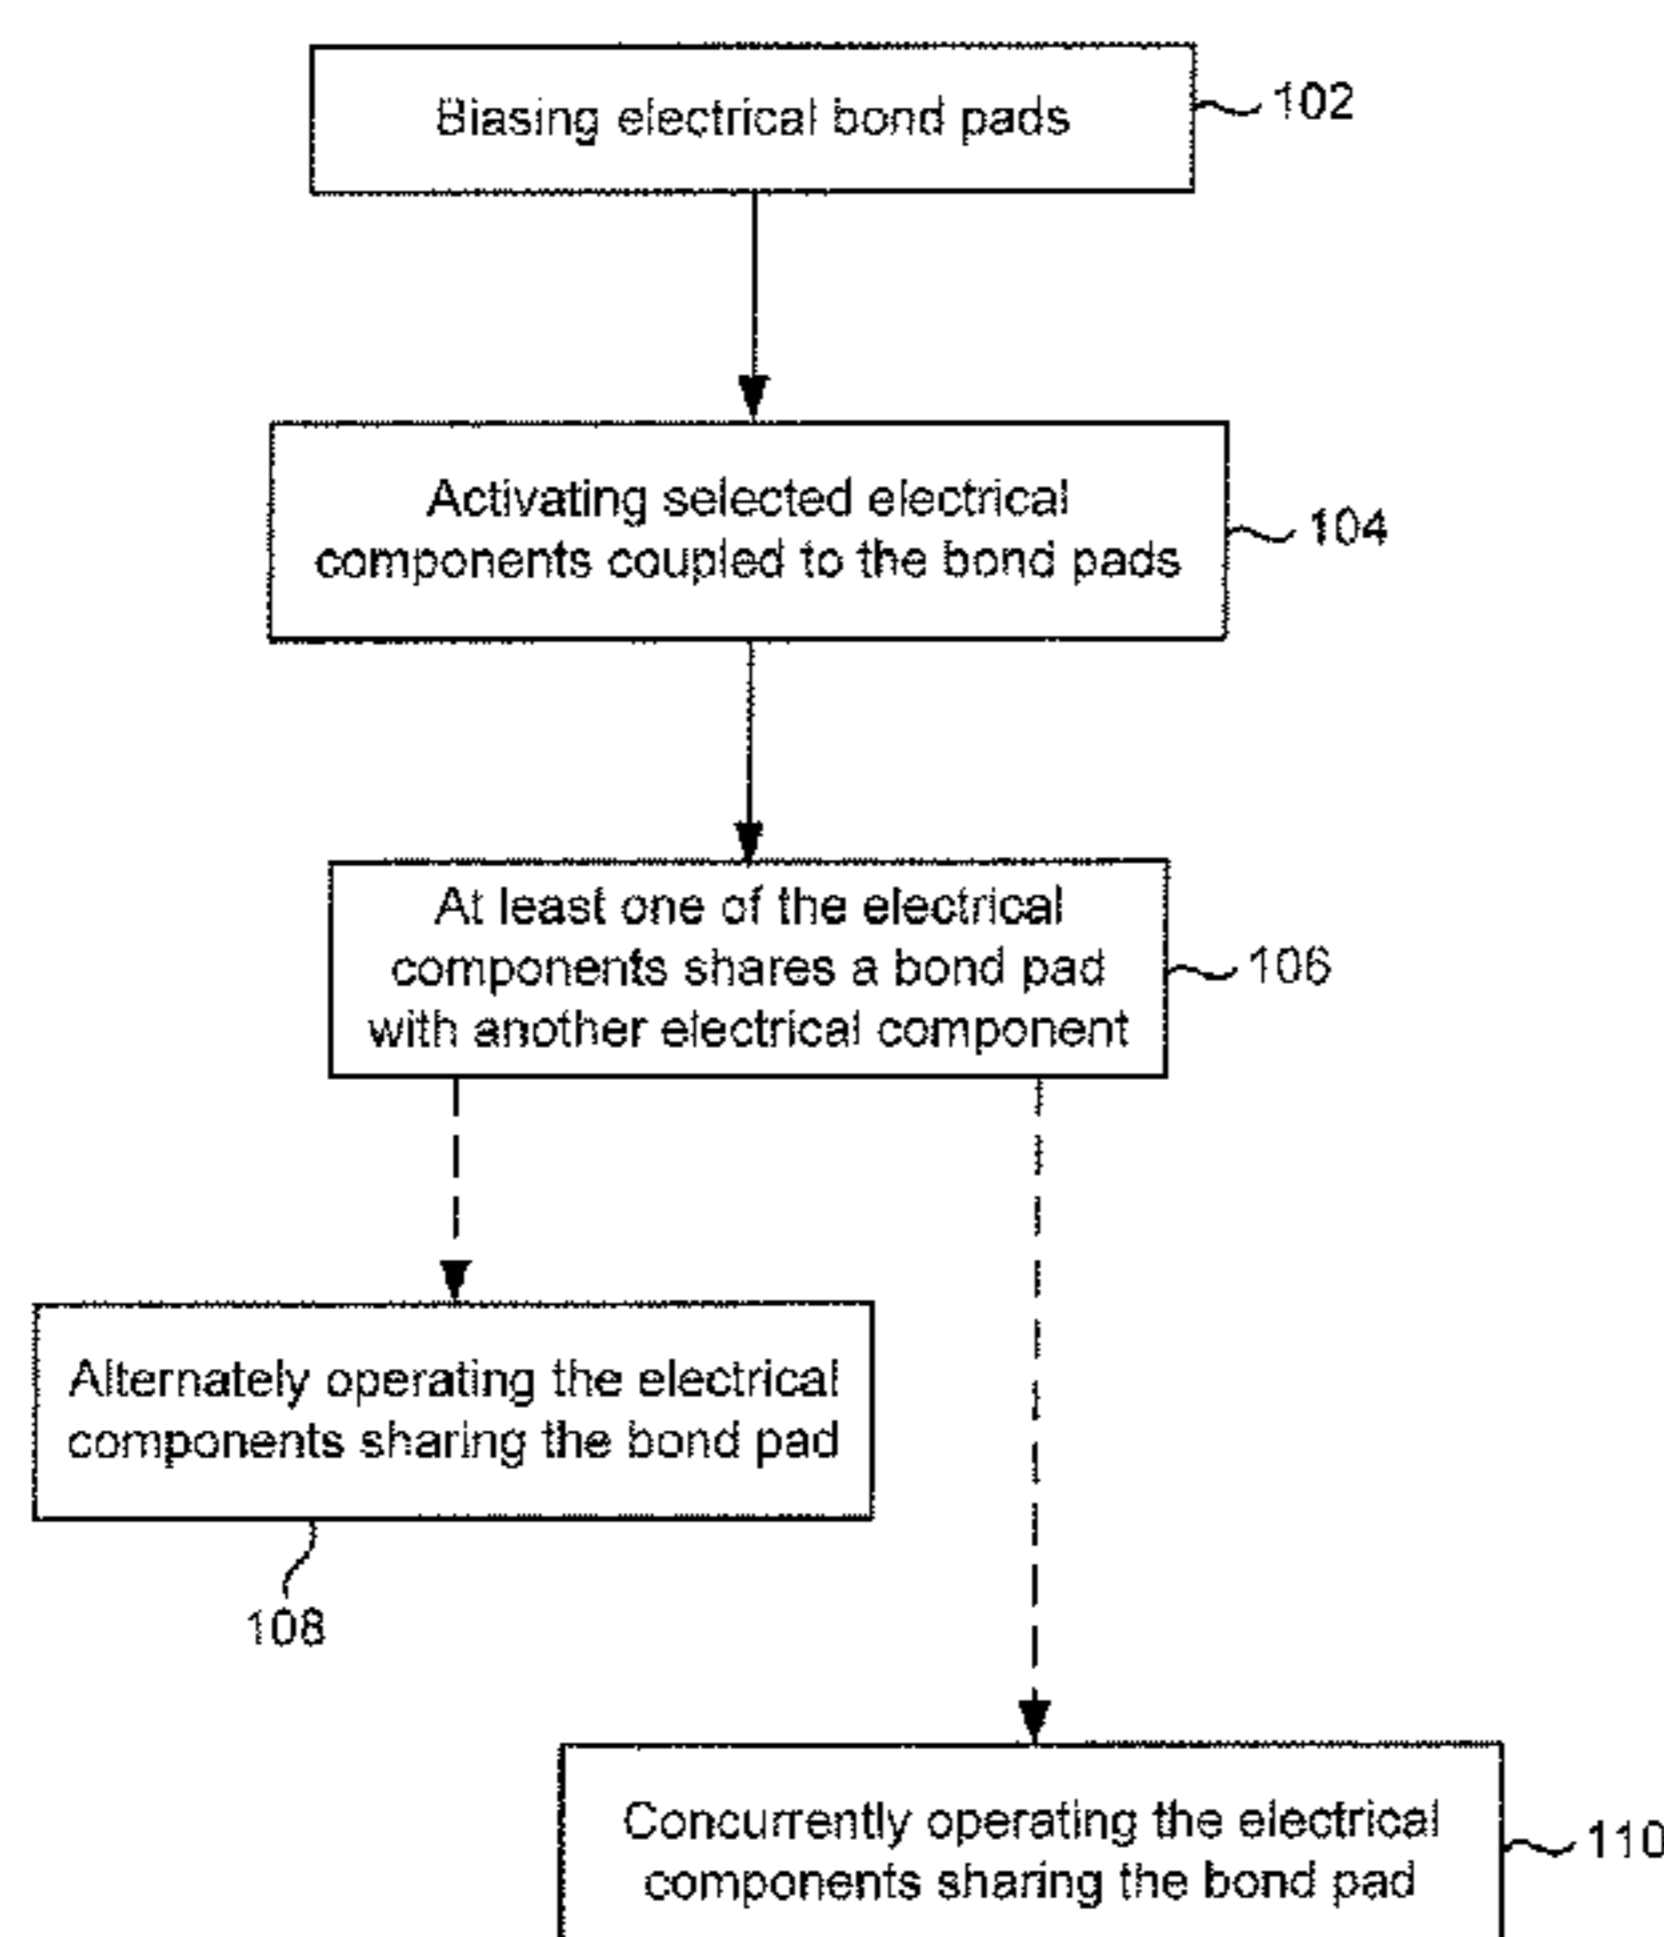 Biasing electrical bond pads
102
Activating selected electrical
components coupled to the bond pads
104
At least one of the electrical
components shares a bond pad
with another electrical component
106
Alternately operating the electrical
components sharing the bond pad
108
Concurrently operating the electrical
components sharing the bond pad
110